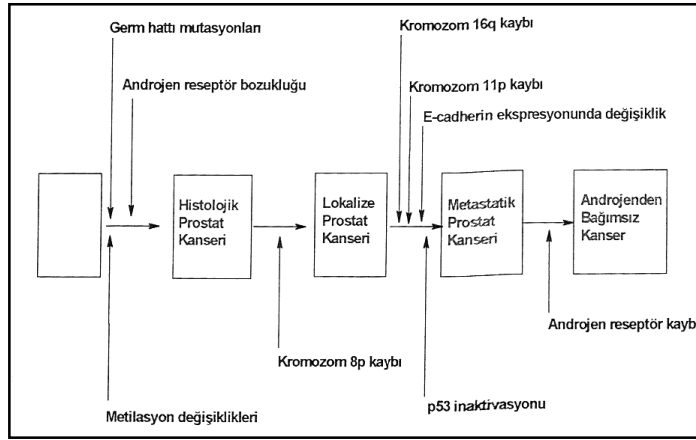 Germ hattı mutasyonları
Androjen reseptör bozukluğu
Kromozom 16q kaybı
Kromozom 11p kaybı
E-cadherin ekspresyonunda değişiklik
Histolojik
Prostat
Kanseri
Lokalize
Prostat
Kanseri
Metastatik
Prostat
Kanseri
Androjenden
Bağımsız
Kanser
Kromozom 8p kaybı
Androjen reseptör kayb
Metilasyon değişiklikleri
p53 inaktivasyonu